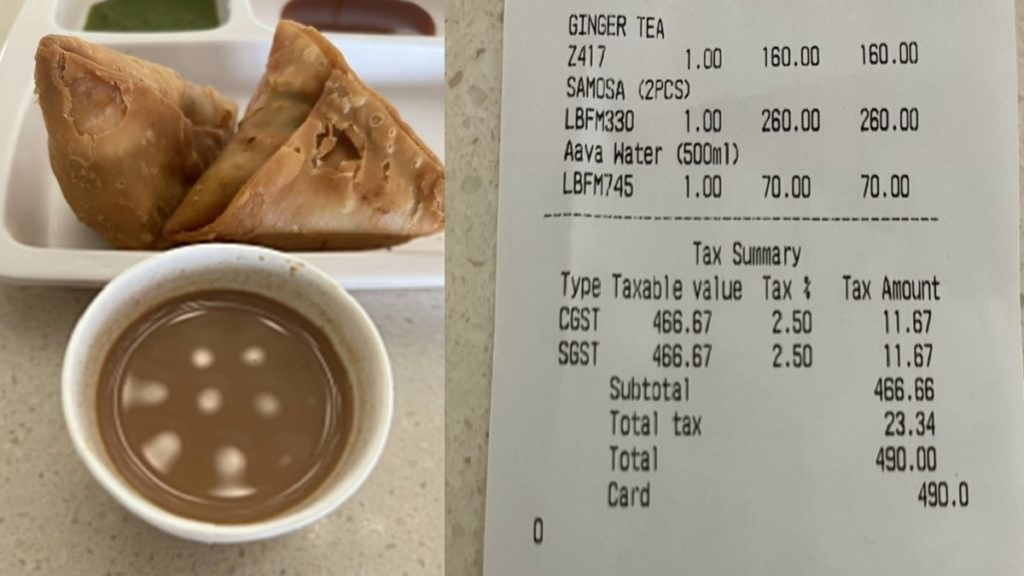 GINGER TEA
Z417 1.00 160.00 160.00
SAMOSA (2PCS)
LBFM330 1.00 260.00 260.00
Aava Water (500ml)
LBFM745 1.00 70.00 70.00
Tax Summary
Type Taxable value Tax % Tax Amount
CGST 466.67 2.50 11.67
SGST 466.67 2.50 11.67
Subtotal 466.66
Total tax 23.34
Total 490.00
Card 490.0
0